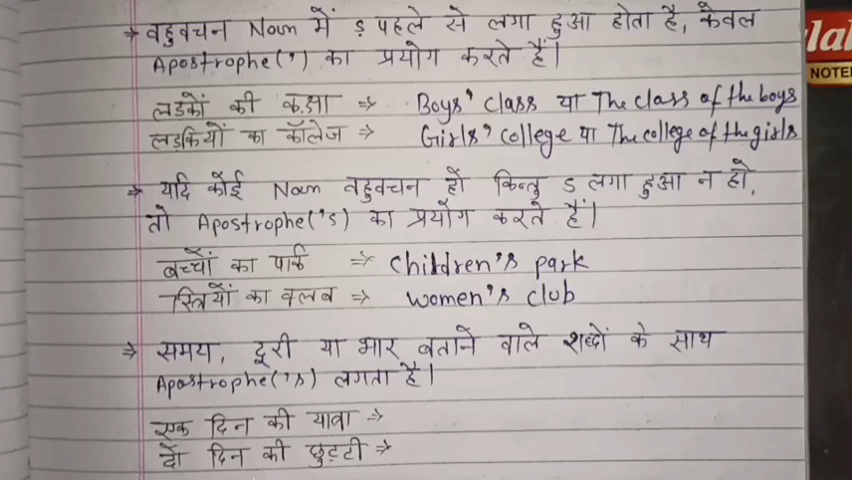 → बहुवचन Noun में s पहले से लगा हुआ होता है, केवल
Apostrophe(') का प्रयोग करते हैं।
लडकों की कक्षा ⇒ Boys' class या The class of the boys
लड़कियों का कॉलेज ⇒ Girls' college या The college of the girls
→ यदि कोई Noun बहुवचन हो किन्तु s लगा हुआ न हो,
तो Apostrophe('s) का प्रयोग करते हैं।
बच्चों का पार्क ⇒ children's park
स्त्रियों का क्लब ⇒ women's club
⇒ समय, दूरी या भार बताने वाले शब्दों के साथ
Apostrophe('s) लगता है।
एक दिन की यात्रा ⇒
दो दिन की छुट्टी ⇒
NOTE